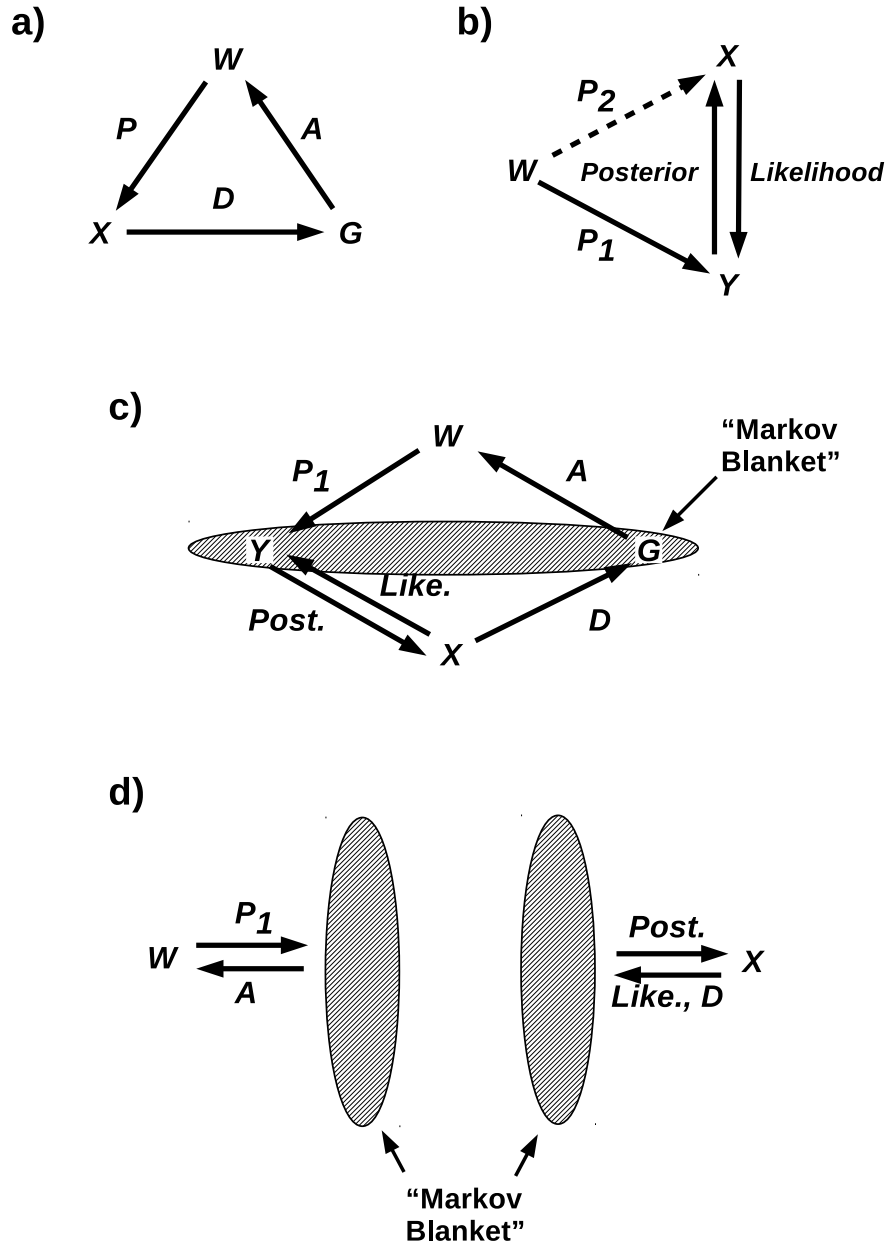 a)
W
P
A
D
X
G
b)
X
P2
W
Posterior
Likelihood
P1
Y
c)
W
“Markov
Blanket”
P1
A
Y
G
Like.
Post.
D
X
d)
P1
Post.
W
X
A
Like., D
“Markov
Blanket”